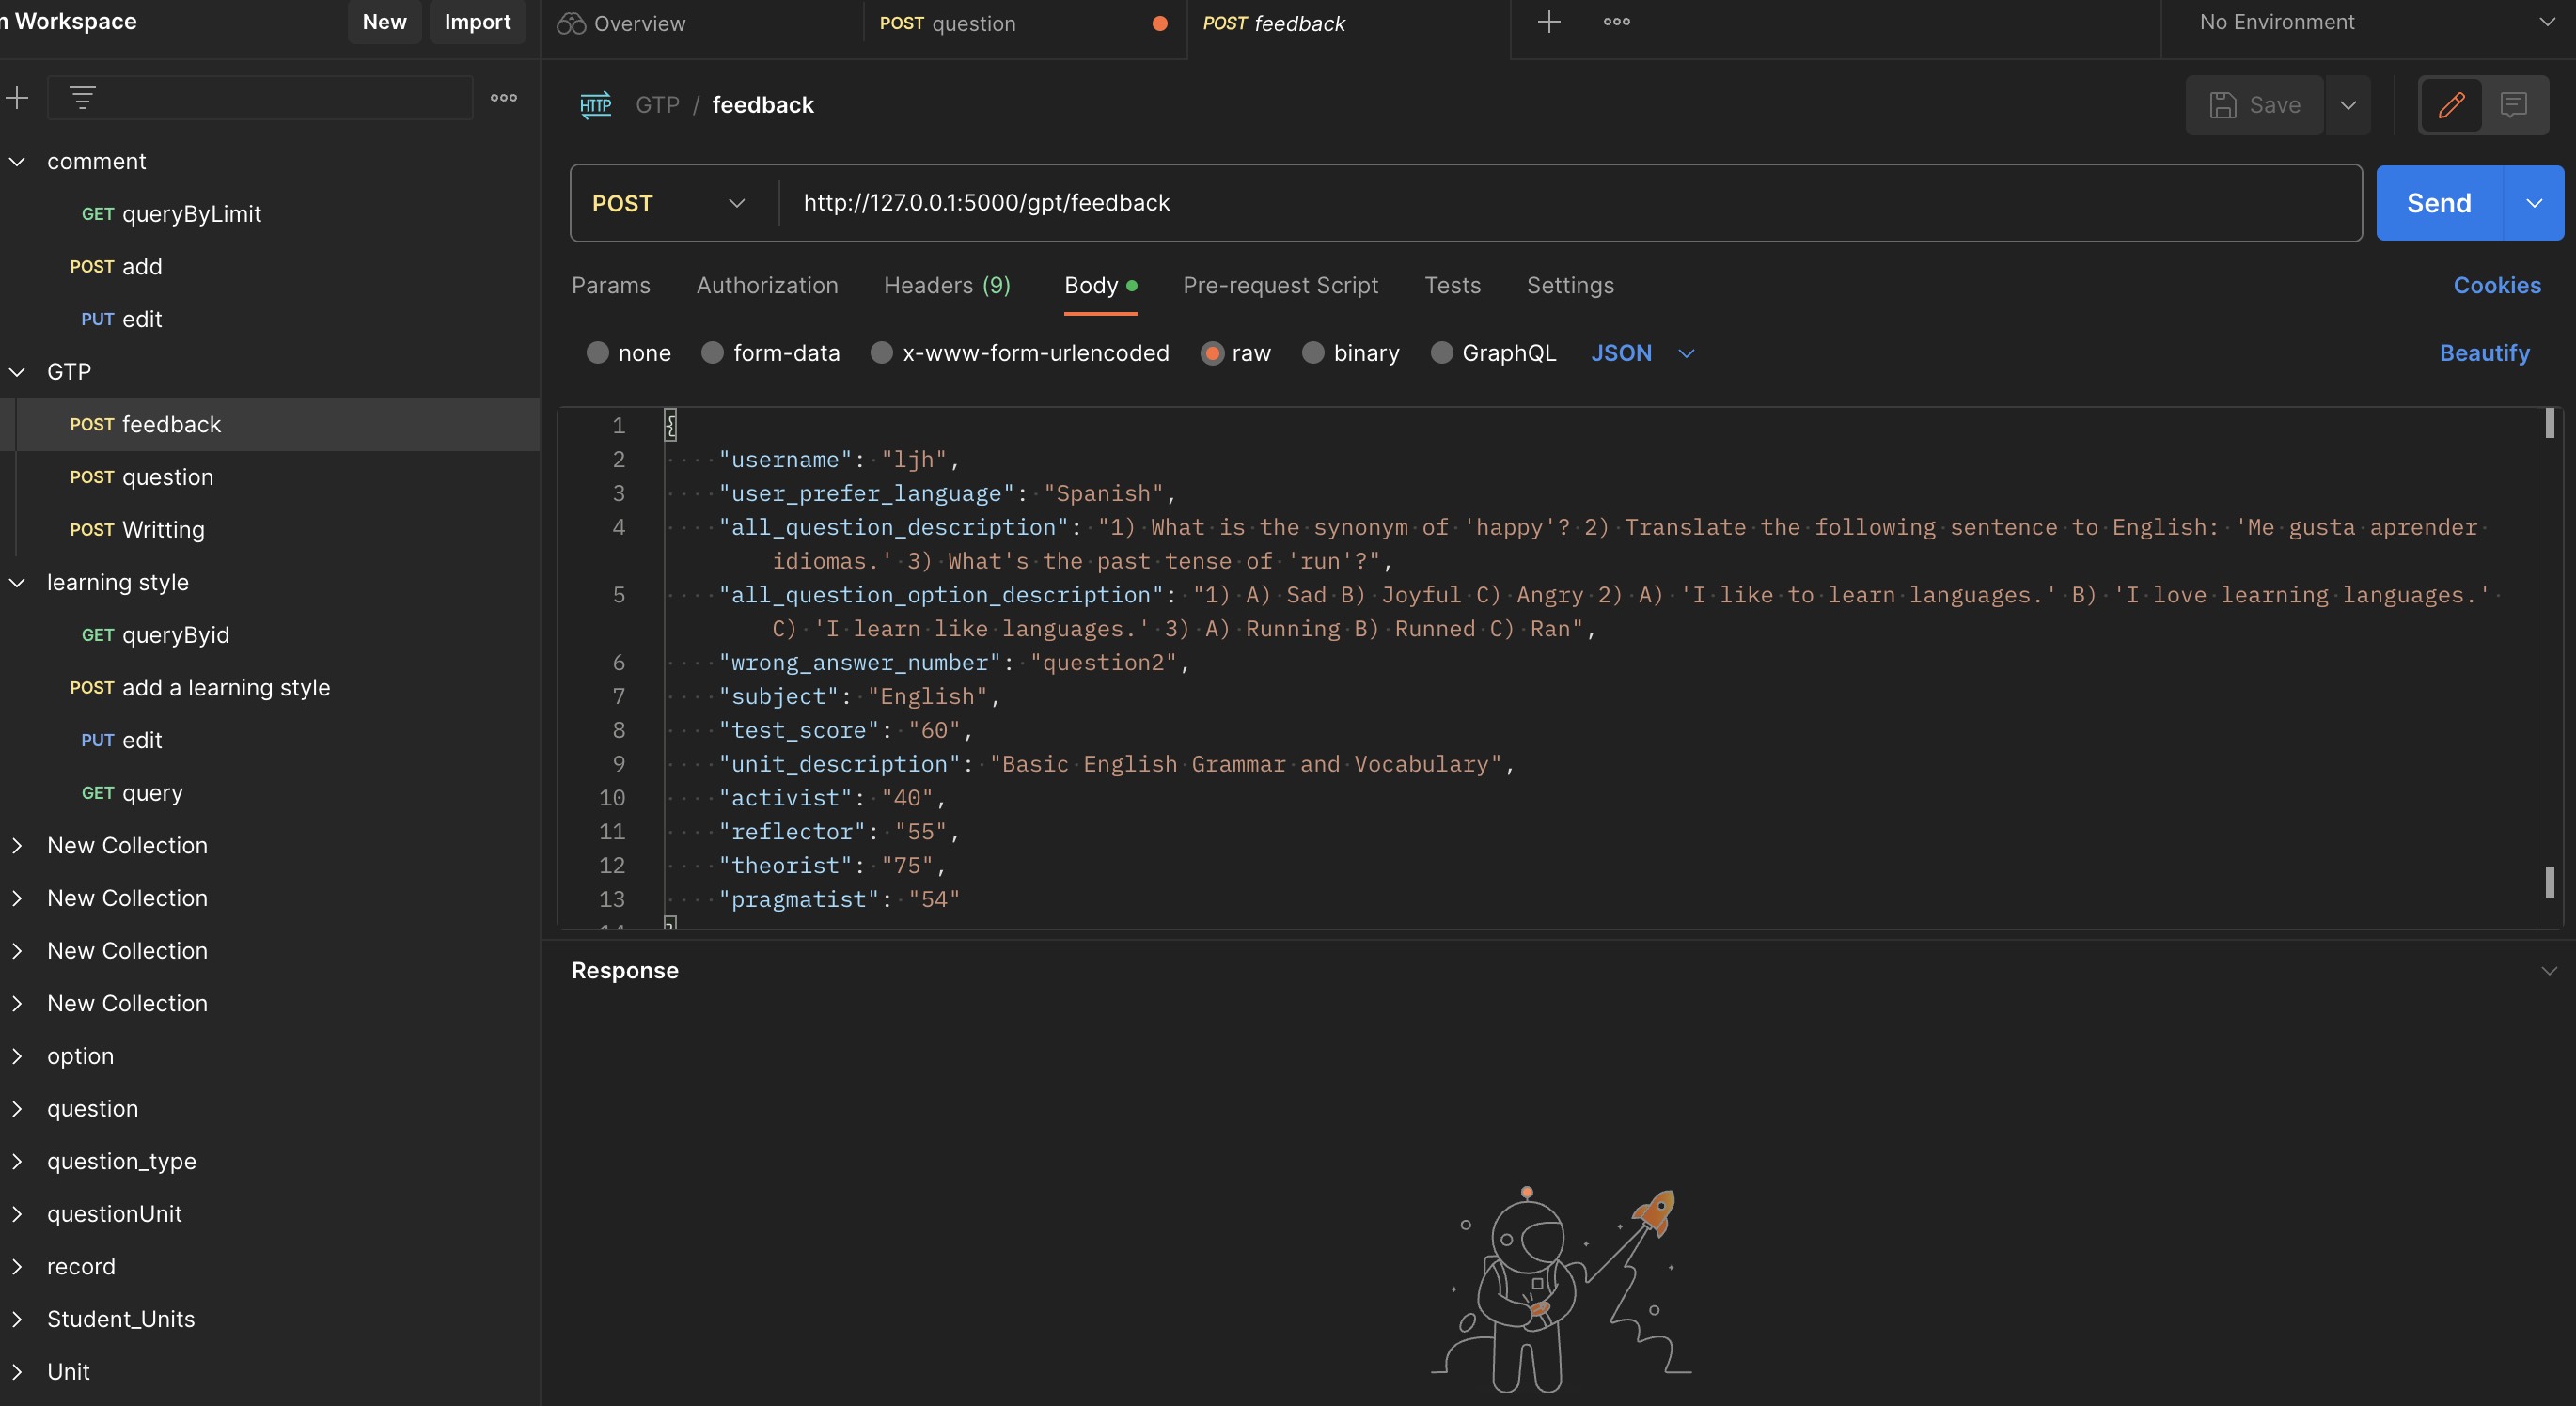 n Workspace
New
Import
Overview
POST question
POST feedback
No Environment
HTTP
GTP / feedback
Save
comment
GET queryByLimit
POST add
PUT edit
GTP
POST feedback
POST question
POST Writting
learning style
GET queryByid
POST add a learning style
PUT edit
GET query
New Collection
New Collection
New Collection
New Collection
option
question
question_type
questionUnit
record
Student_Units
Unit
POST
http://127.0.0.1:5000/gpt/feedback
Send
Params Authorization Headers (9) Body Pre-request Script Tests Settings Cookies
none form-data x-www-form-urlencoded raw binary GraphQL JSON Beautify
1 {
2 "username": "ljh",
3 "user_prefer_language": "Spanish",
4 "all_question_description": "1) What is the synonym of 'happy'? 2) Translate the following sentence to English: 'Me gusta aprender
idiomas.' 3) What's the past tense of 'run'?",
5 "all_question_option_description": "1) A) Sad B) Joyful C) Angry 2) A) 'I like to learn languages.' B) 'I love learning languages.'
C) 'I learn like languages.' 3) A) Running B) Runned C) Ran",
6 "wrong_answer_number": "question2",
7 "subject": "English",
8 "test_score": "60",
9 "unit_description": "Basic English Grammar and Vocabulary",
10 "activist": "40",
11 "reflector": "55",
12 "theorist": "75",
13 "pragmatist": "54"
Response